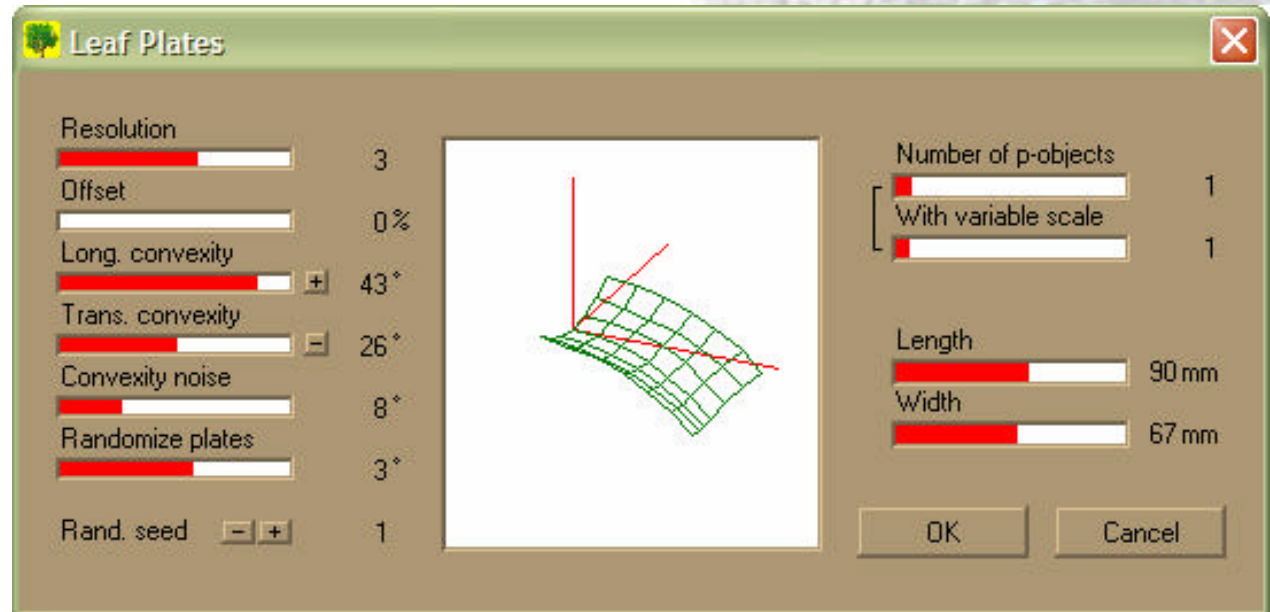 Leaf Plates
Resolution
3
Offset
0%
Long. convexity
+ 43°
Trans. convexity
- 26°
Convexity noise
8°
Randomize plates
3°
Rand. seed - + 1
Number of p-objects
1
With variable scale
1
Length
90 mm
Width
67 mm
OK Cancel